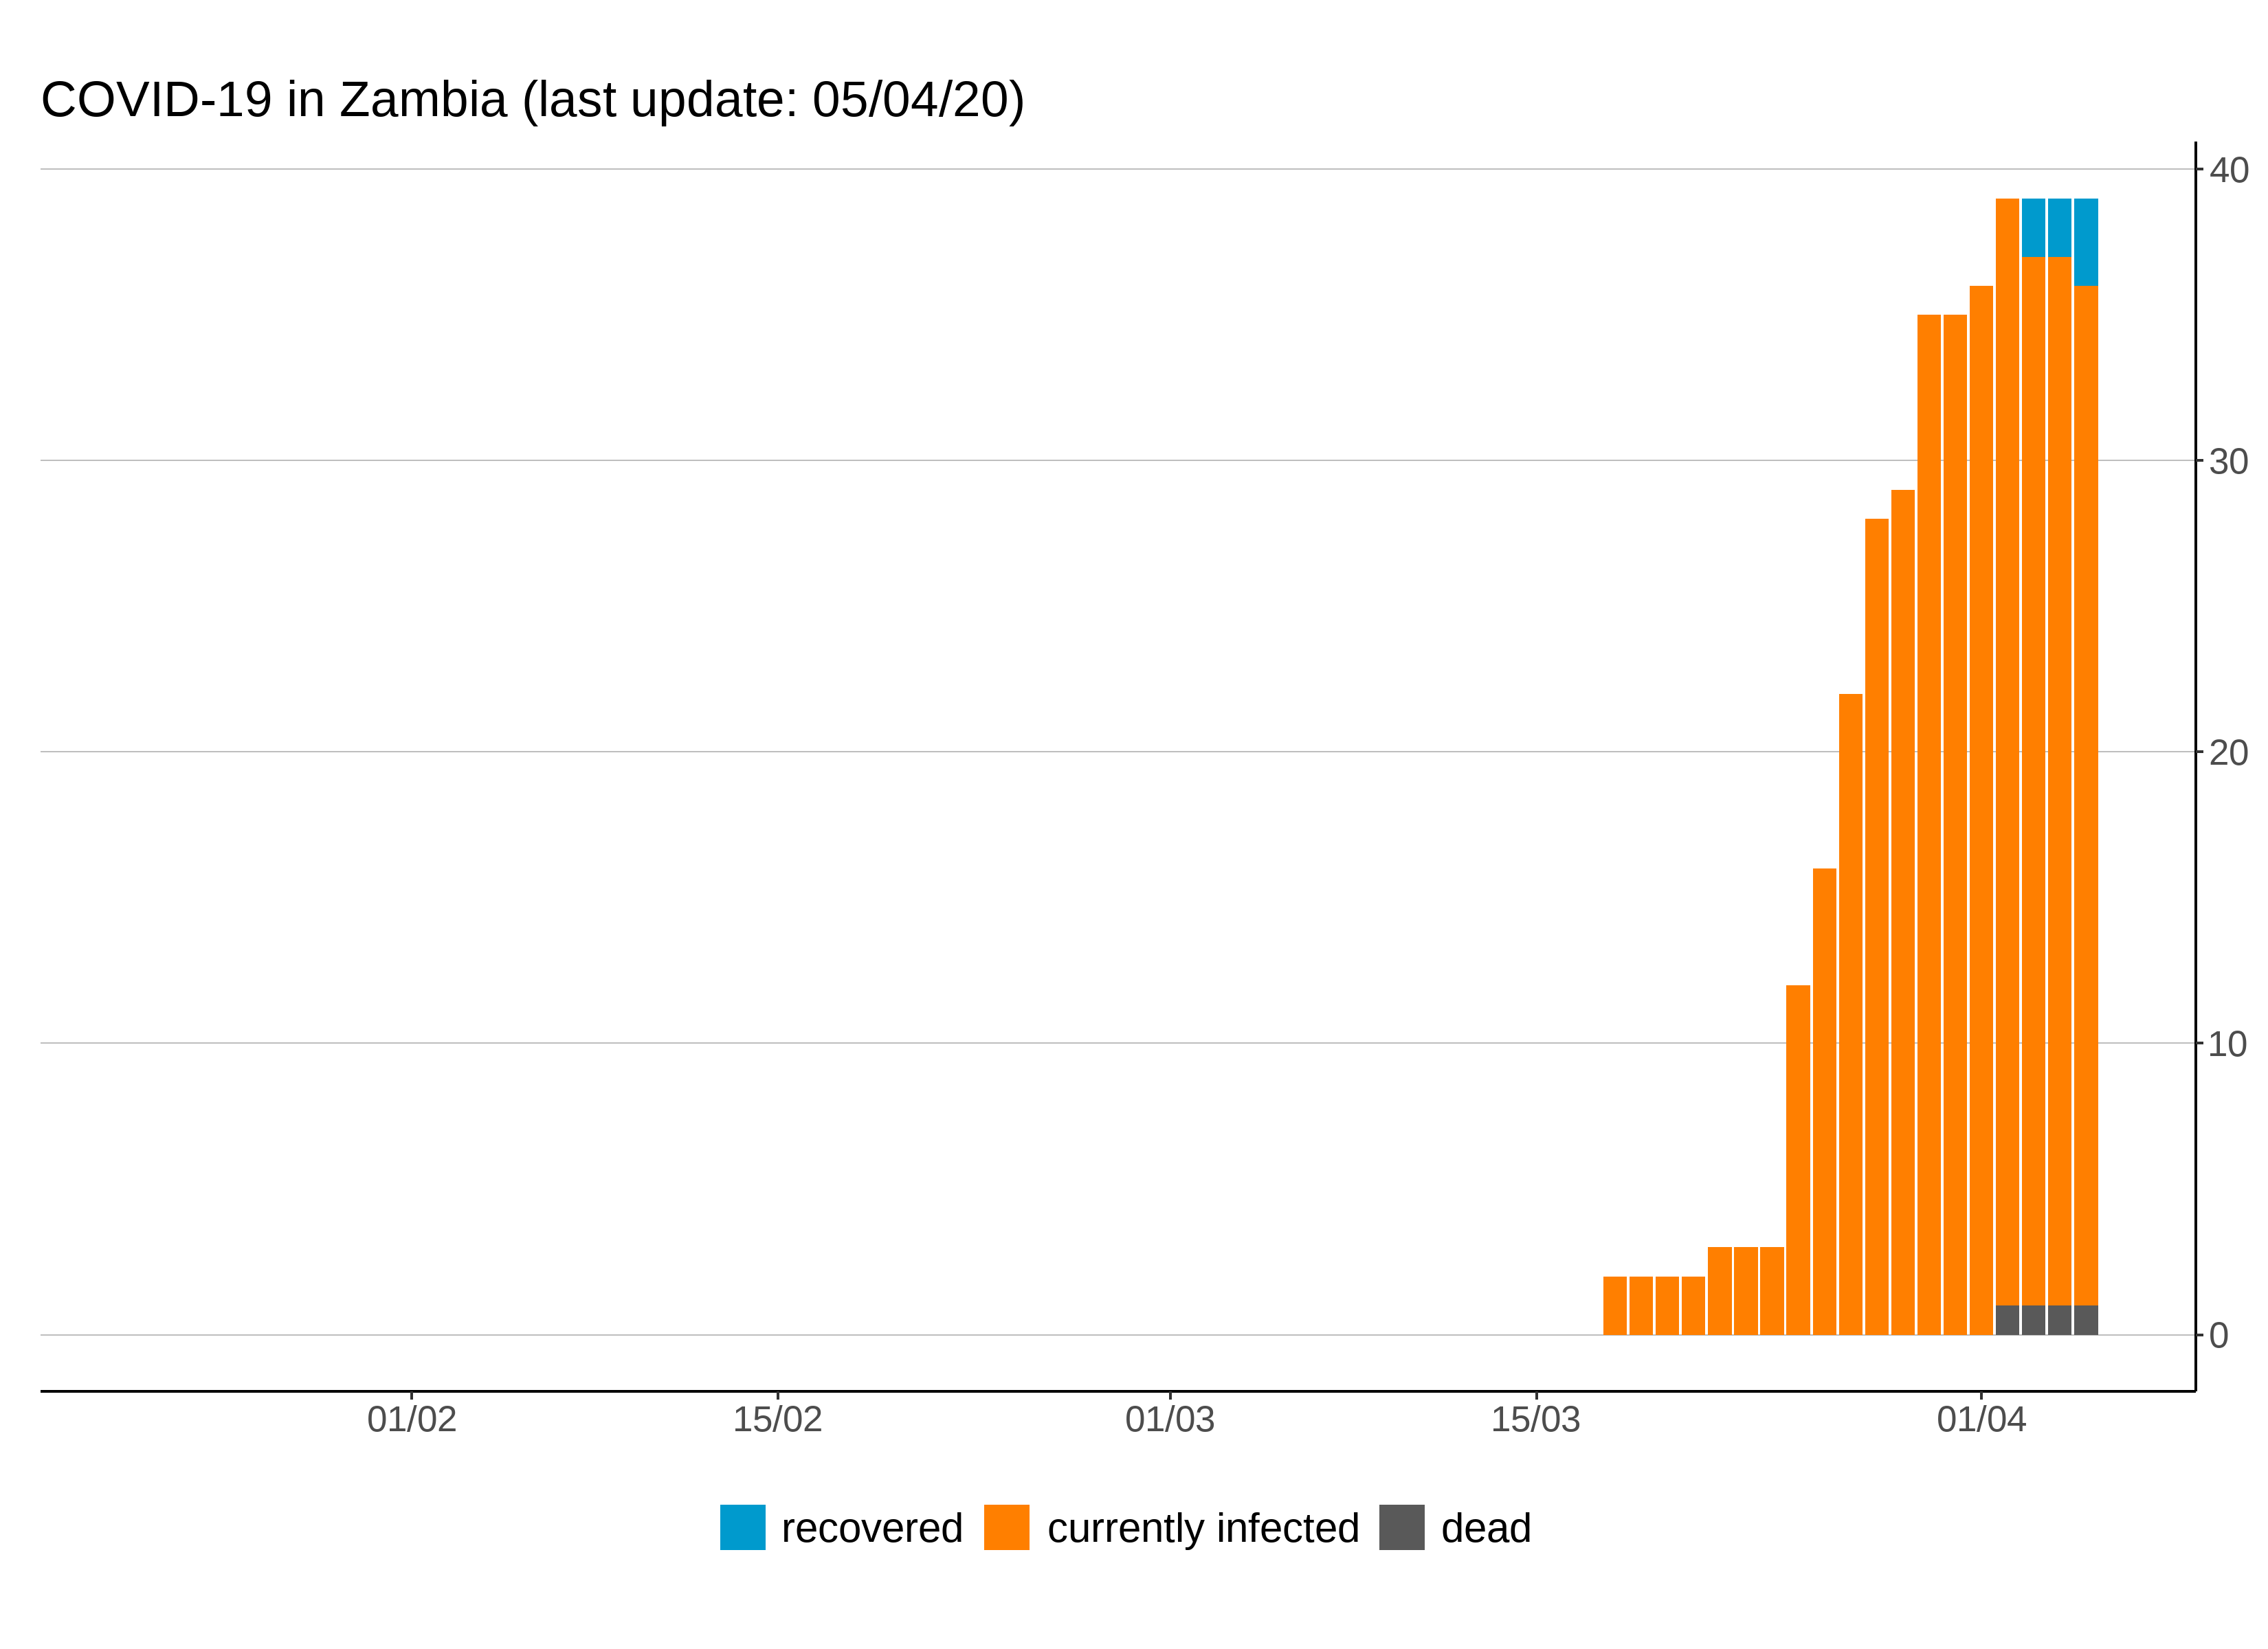 COVID-19 in Zambia (last update: 05/04/20)
40
30
20
10
0
01/02 15/02 01/03 15/03 01/04
recovered currently infected dead